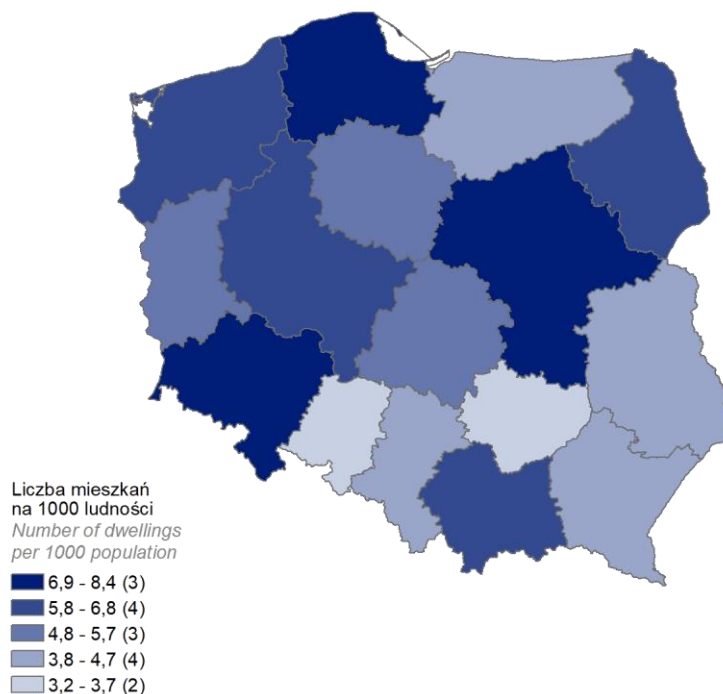 Liczba mieszkań
na 1000 ludności
Number of dwellings
per 1000 population
6,9 - 8,4 (3)
5,8 - 6,8 (4)
4,8 - 5,7 (3)
3,8 - 4,7 (4)
3,2 - 3,7 (2)